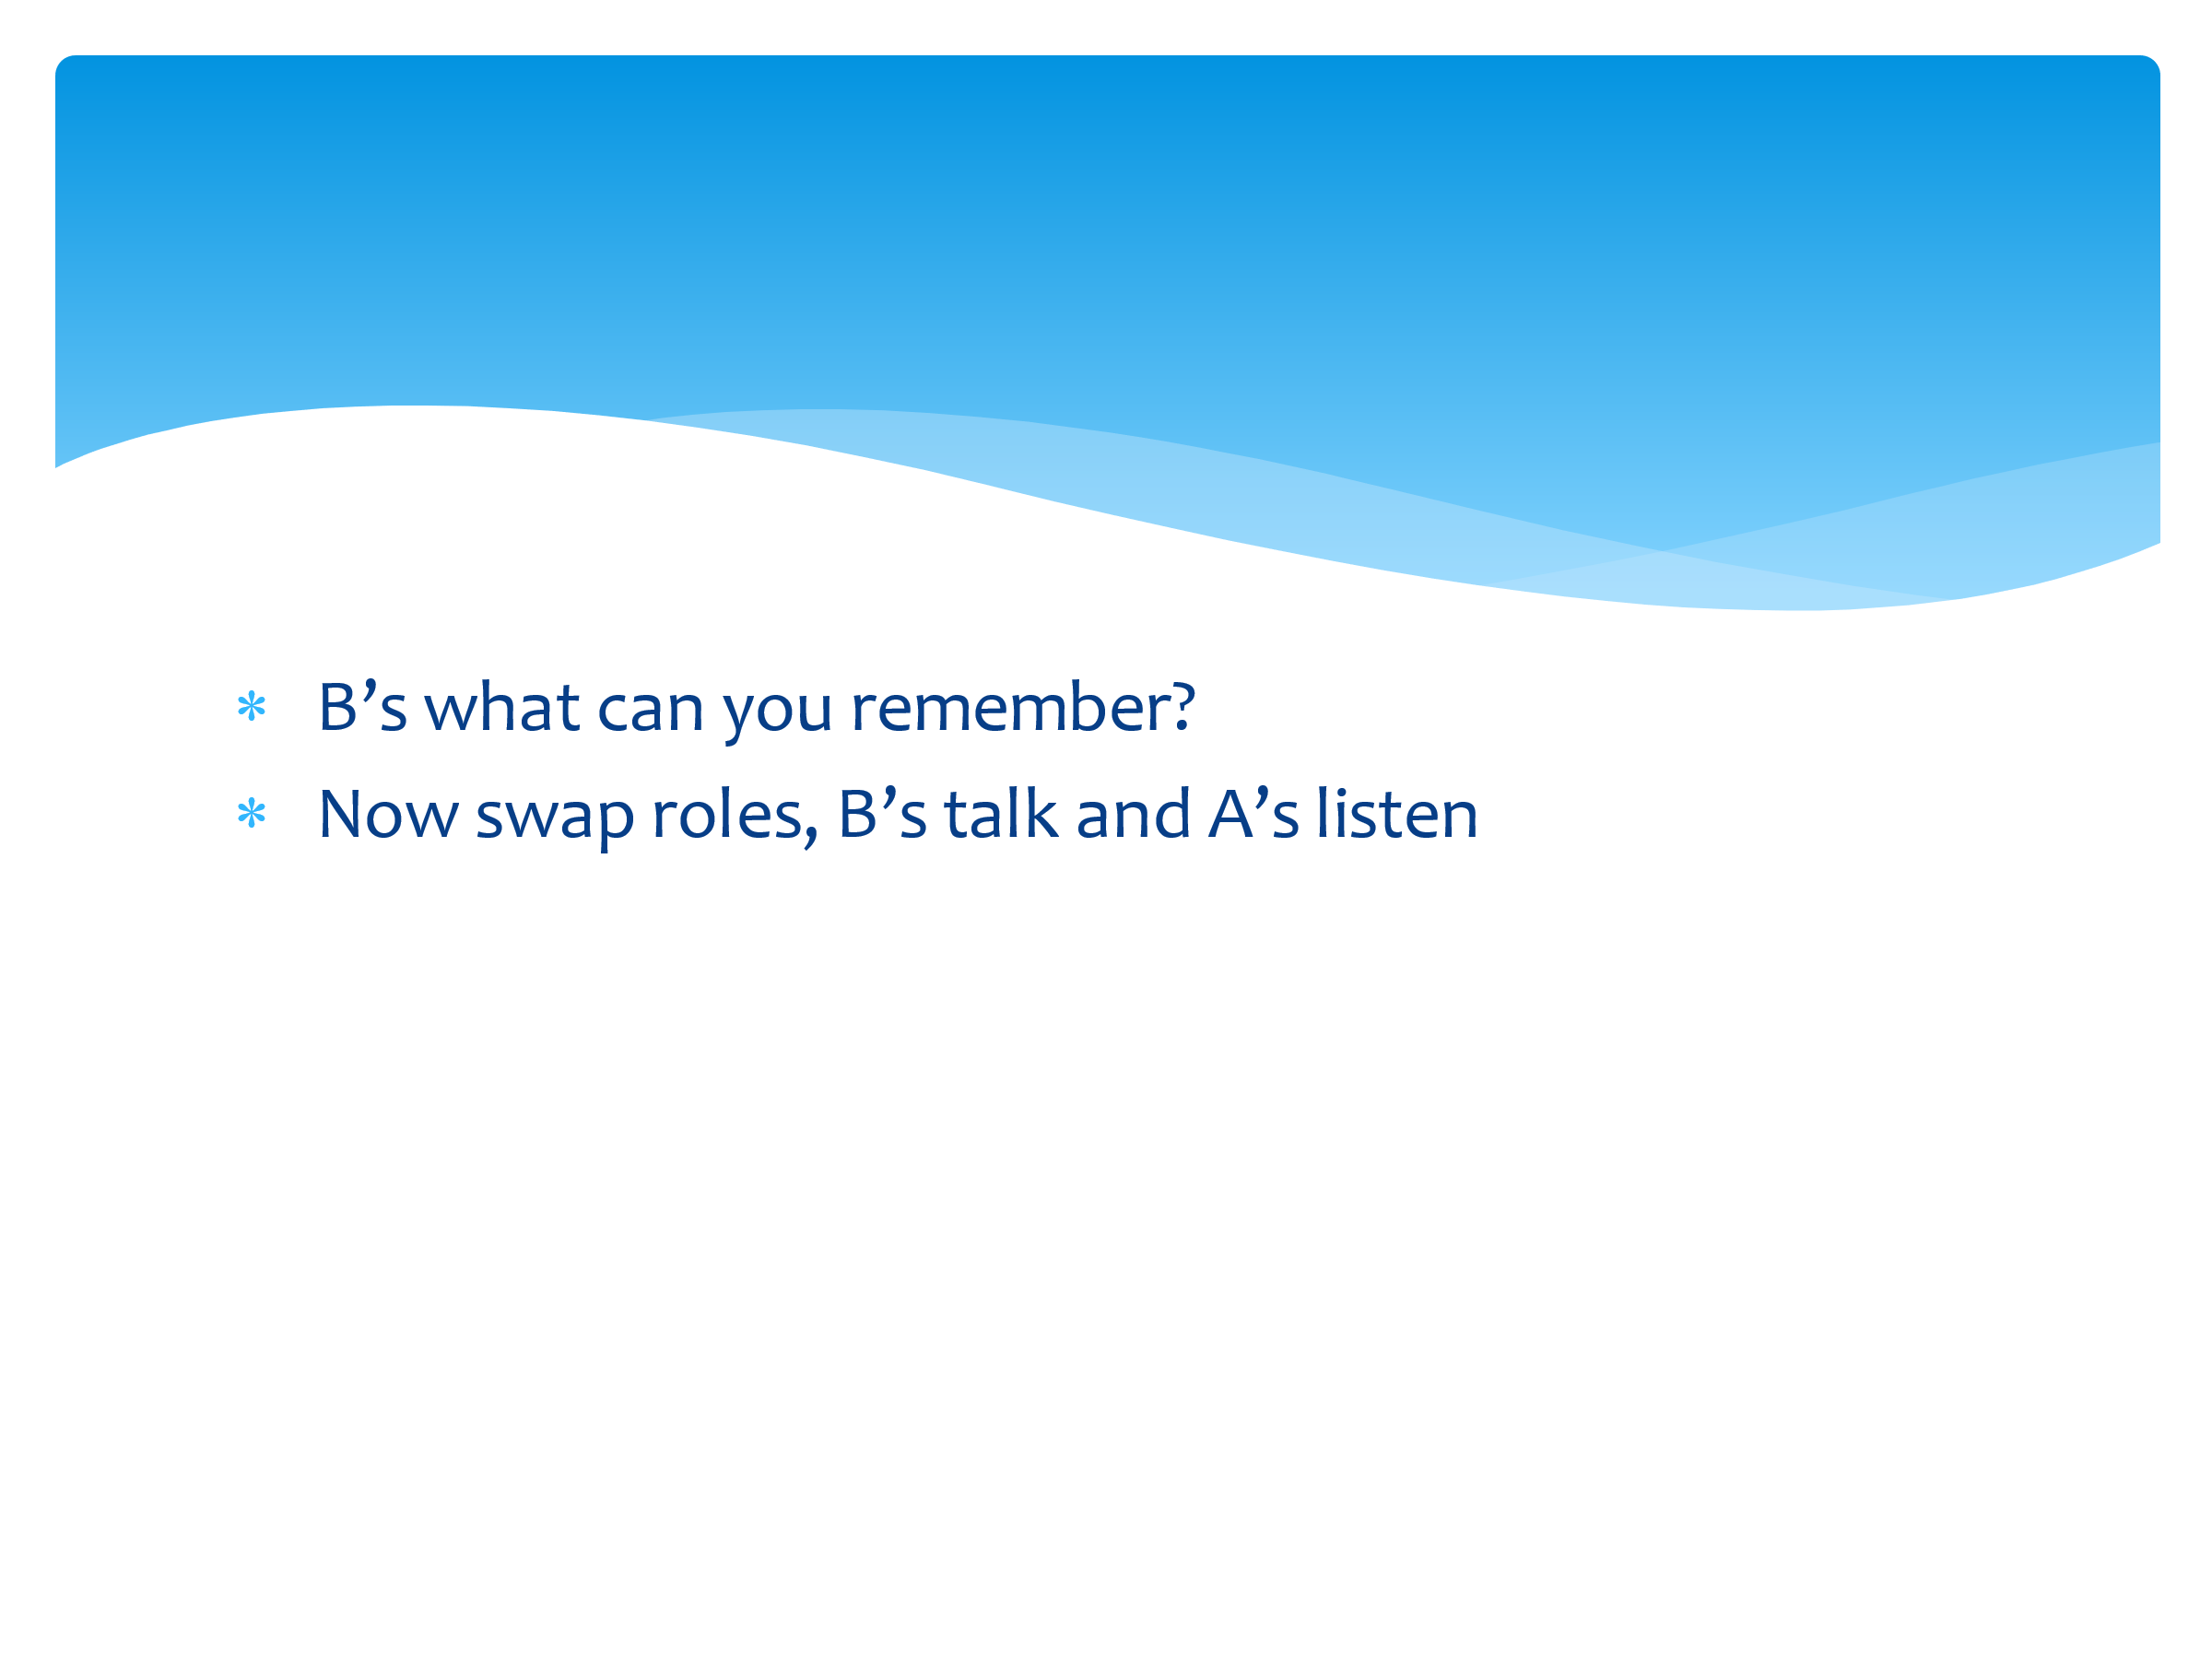 * B’s what can you remember?
* Now swap roles, B’s talk and A’s listen